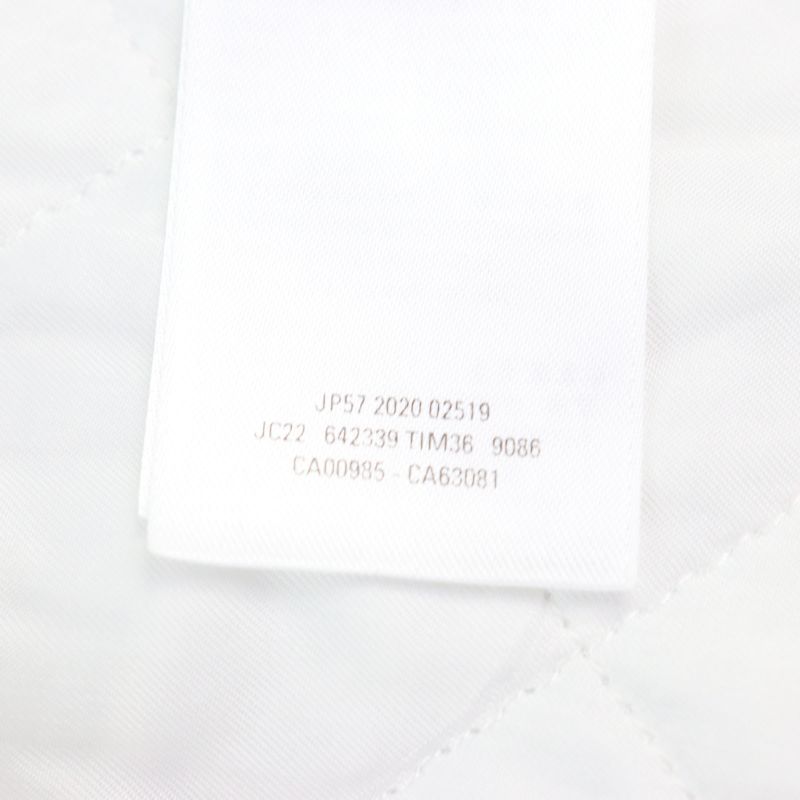 JP57 2020 02519
JC22 642339 TIM36 9086
CA00985 - CA63081